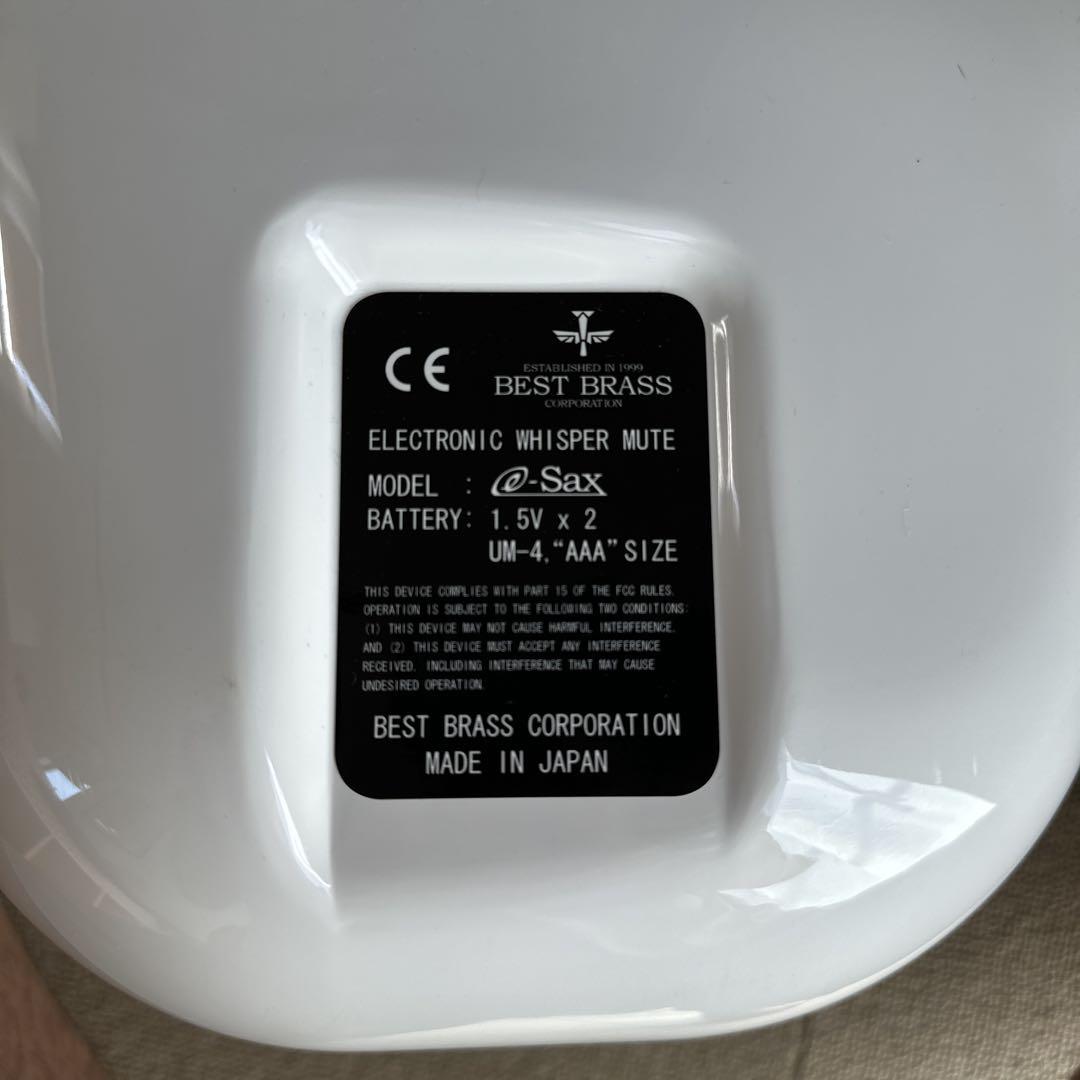 CE
ESTABLISHED IN 1999
BEST BRASS
CORPORATION
ELECTRONIC WHISPER MUTE
MODEL : e-Sax
BATTERY: 1.5V x 2
UM-4, “AAA” SIZE
THIS DEVICE COMPLIES WITH PART 15 OF THE FCC RULES.
OPERATION IS SUBJECT TO THE FOLLOWING TWO CONDITIONS:
(1) THIS DEVICE MAY NOT CAUSE HARMFUL INTERFERENCE,
AND (2) THIS DEVICE MUST ACCEPT ANY INTERFERENCE
RECEIVED, INCLUDING INTERFERENCE THAT MAY CAUSE
UNDESIRED OPERATION.
BEST BRASS CORPORATION
MADE IN JAPAN